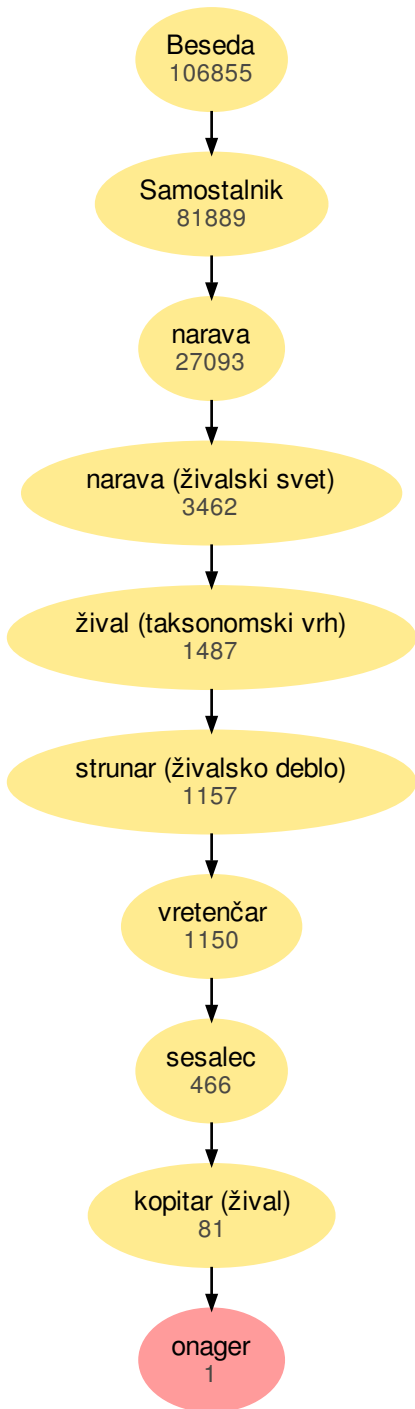 Beseda
106855
Samostalnik
81889
narava
27093
narava (živalski svet)
3462
žival (taksonomski vrh)
1487
strunar (živalsko deblo)
1157
vretenčar
1150
sesalec
466
kopitar (žival)
81
onager
1